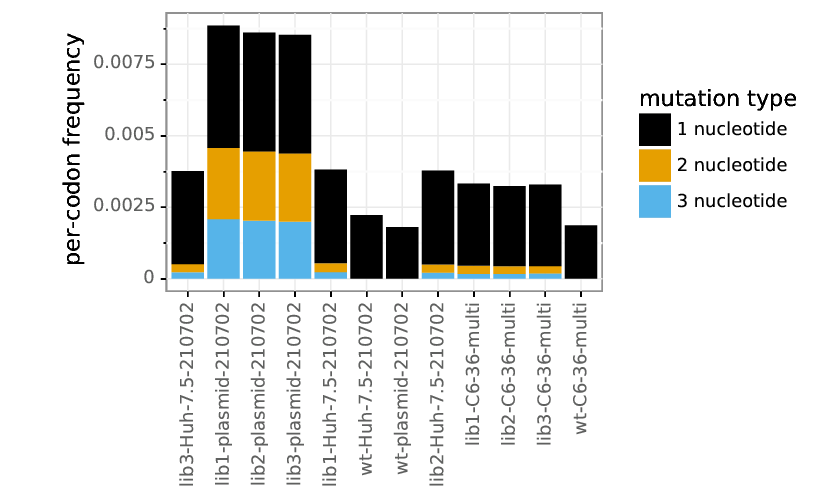 per-codon frequency
0.0075
0.005
0.0025
0
lib3-Huh-7.5-210702
lib1-plasmid-210702
lib2-plasmid-210702
lib3-plasmid-210702
lib1-Huh-7.5-210702
wt-Huh-7.5-210702
wt-plasmid-210702
lib2-Huh-7.5-210702
lib1-C6-36-multi
lib2-C6-36-multi
lib3-C6-36-multi
wt-C6-36-multi
mutation type
1 nucleotide
2 nucleotide
3 nucleotide